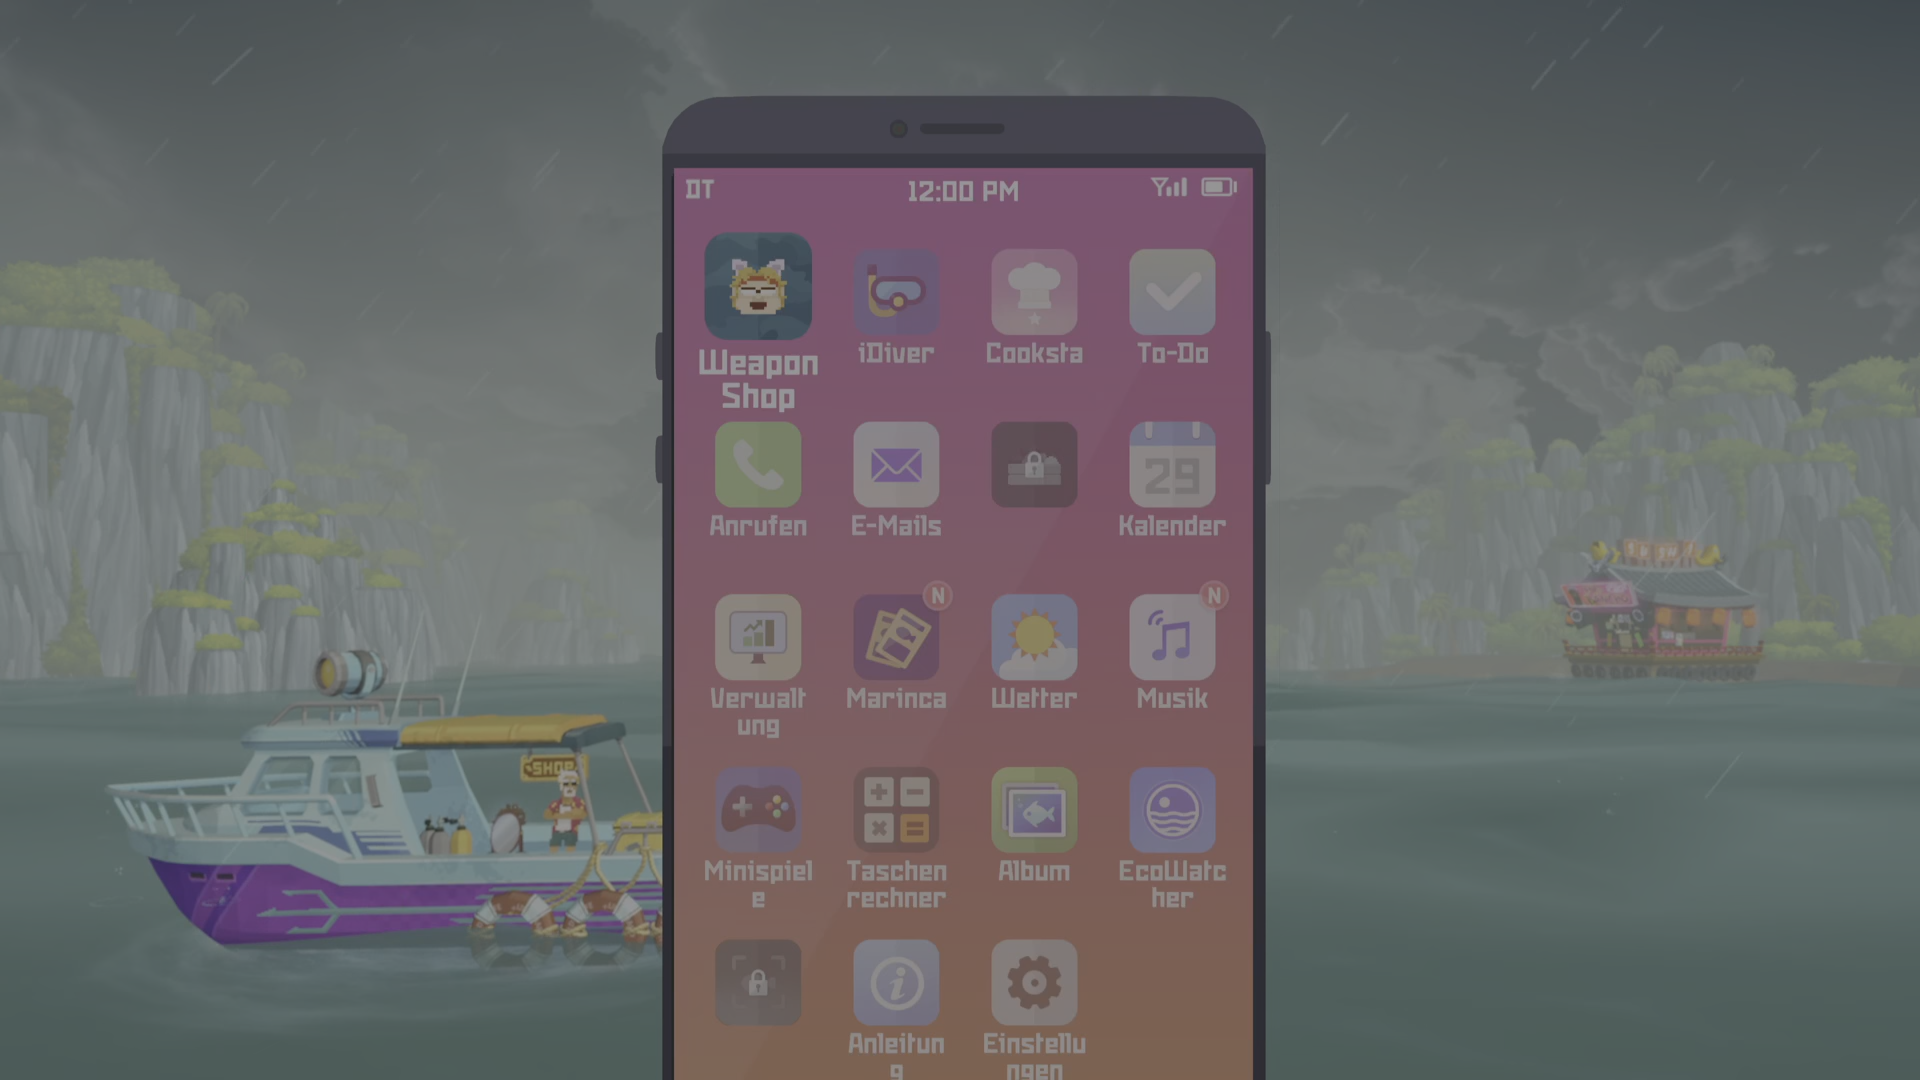 DT
12:00 PM
Weapon
Shop
iDiver
Cooksta
To-Do
29
Anrufen
E-Mails
Kalender
N
N
Verwalt
ung
Marinca
Wetter
Musik
SUSHI
SHOP
Minispiel
e
Taschen
rechner
Album
EcoWatc
her
Anleitun
g
Einstellu
ngen